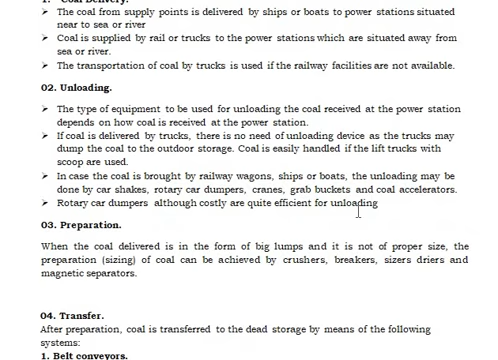 1. Coal Delivery:
➤ The coal from supply points is delivered by ships or boats to power stations situated
near to sea or river
➤ Coal is supplied by rail or trucks to the power stations which are situated away from
sea or river.
➤ The transportation of coal by trucks is used if the railway facilities are not available.
02. Unloading.
➤ The type of equipment to be used for unloading the coal received at the power station
depends on how coal is received at the power station.
➤ If coal is delivered by trucks, there is no need of unloading device as the trucks may
dump the coal to the outdoor storage. Coal is easily handled if the lift trucks with
scoop are used.
➤ In case the coal is brought by railway wagons, ships or boats, the unloading may be
done by car shakes, rotary car dumpers, cranes, grab buckets and coal accelerators.
➤ Rotary car dumpers although costly are quite efficient for unloading
03. Preparation.
When the coal delivered is in the form of big lumps and it is not of proper size, the
preparation (sizing) of coal can be achieved by crushers, breakers, sizers driers and
magnetic separators.
04. Transfer.
After preparation, coal is transferred to the dead storage by means of the following
systems:
1. Belt conveyors.